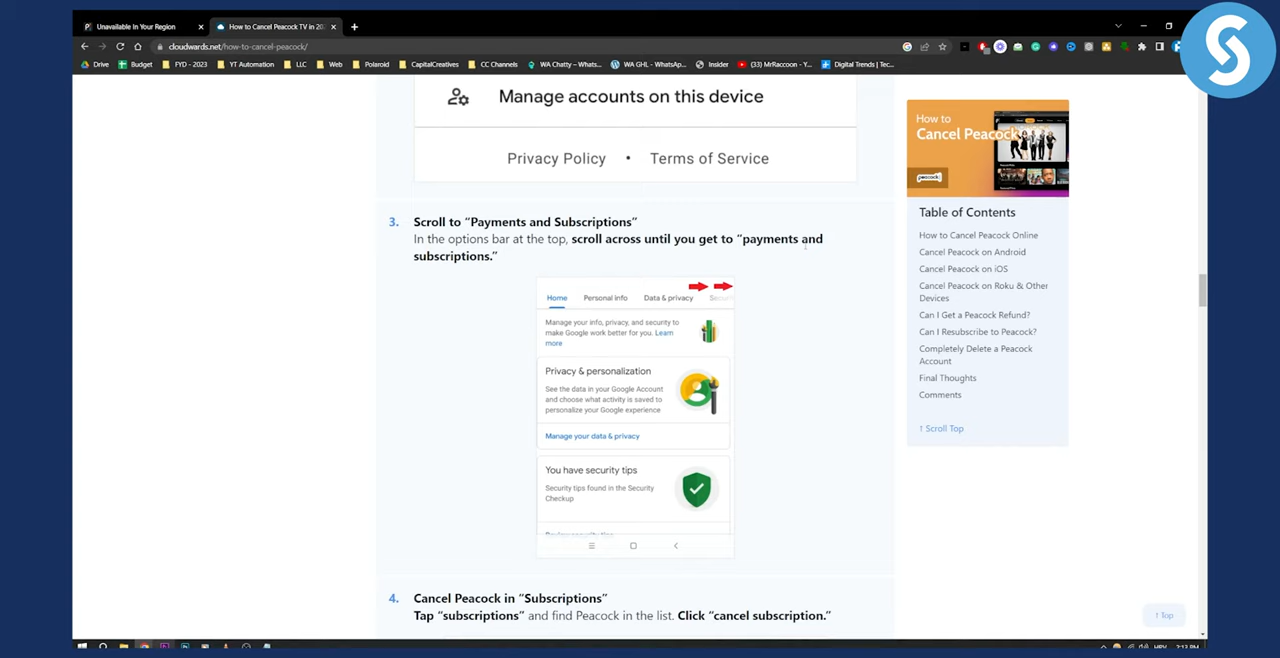 Unavailable In Your Region
How to Cancel Peacock TV in 202
cloudwards.net/how-to-cancel-peacock/
Drive
Budget
FYD - 2023
YT Automation
LLC
Web
Polaroid
CapitalCreatives
CC Channels
WA Chatty – Whats...
WA GHL - WhatsAp...
Insider
(33) MrRaccoon - Y...
Digital Trends | Tec...
Manage accounts on this device
Privacy Policy • Terms of Service
3. Scroll to “Payments and Subscriptions”
In the options bar at the top, scroll across until you get to “payments and
subscriptions.”
Home Personal info Data & privacy
Manage your info, privacy, and security to
make Google work better for you. Learn
more
Privacy & personalization
See the data in your Google Account
and choose what activity is saved to
personalize your Google experience
Manage your data & privacy
You have security tips
Security tips found in the Security
Checkup
4. Cancel Peacock in “Subscriptions”
Tap “subscriptions” and find Peacock in the list. Click “cancel subscription.”
How to
Cancel Peacock
peacock
Table of Contents
How to Cancel Peacock Online
Cancel Peacock on Android
Cancel Peacock on iOS
Cancel Peacock on Roku & Other
Devices
Can I Get a Peacock Refund?
Can I Resubscribe to Peacock?
Completely Delete a Peacock
Account
Final Thoughts
Comments
↑ Scroll Top
↑ Top